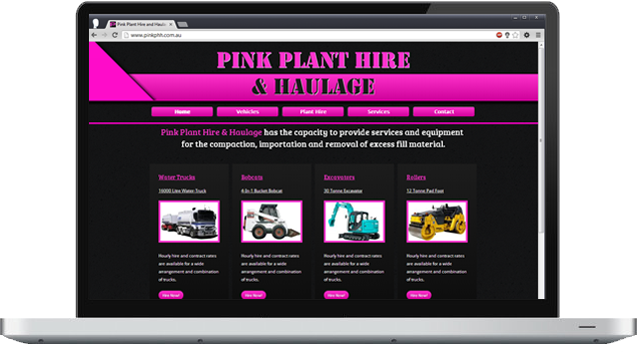 Pink Plant Hire and Haulage
www.pinkphh.com.au
PINK PLANT HIRE
& HAULAGE
Home Vehicles Plant Hire Services Contact
Pink Plant Hire & Haulage has the capacity to provide services and equipment
for the compaction, importation and removal of excess fill material.
Water Trucks
16000 Litre Water Truck
Hourly hire and contract rates
are available for a wide
arrangement and combination
of trucks.
Hire Now!
Bobcats
4-In-1 Bucket Bobcat
Hourly hire and contract rates
are available for a wide
arrangement and combination
of trucks.
Hire Now!
Excavators
30 Tonne Excavator
Hourly hire and contract rates
are available for a wide
arrangement and combination
of trucks.
Hire Now!
Rollers
12 Tonne Pad Foot
Hourly hire and contract rates
are available for a wide
arrangement and combination
of trucks.
Hire Now!